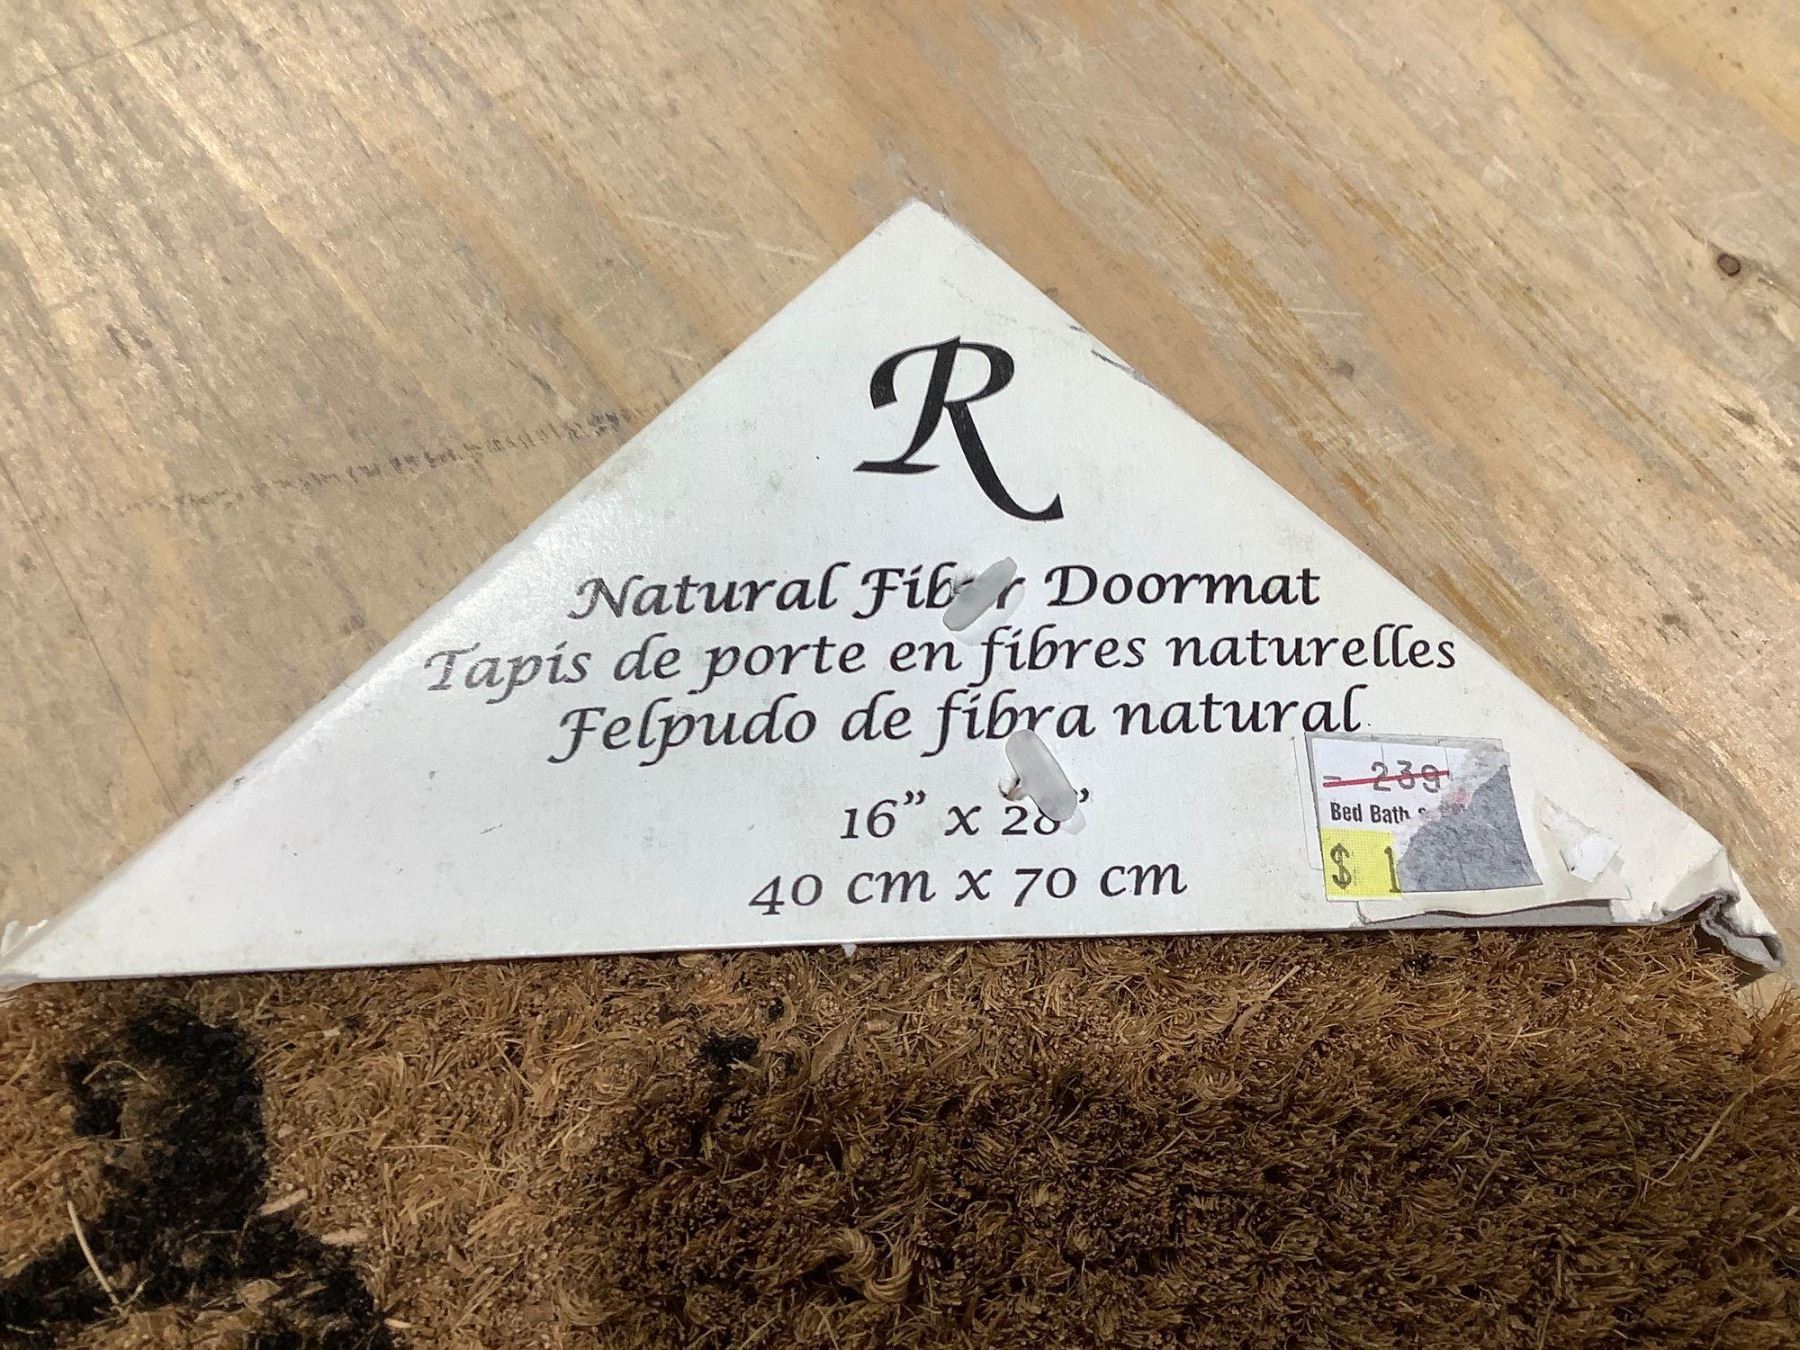 R
Natural Fiber Doormat
Tapis de porte en fibres naturelles
Felpudo de fibra natural
16" x 28"
40 cm x 70 cm
- 239
Bed Bath
$ 1